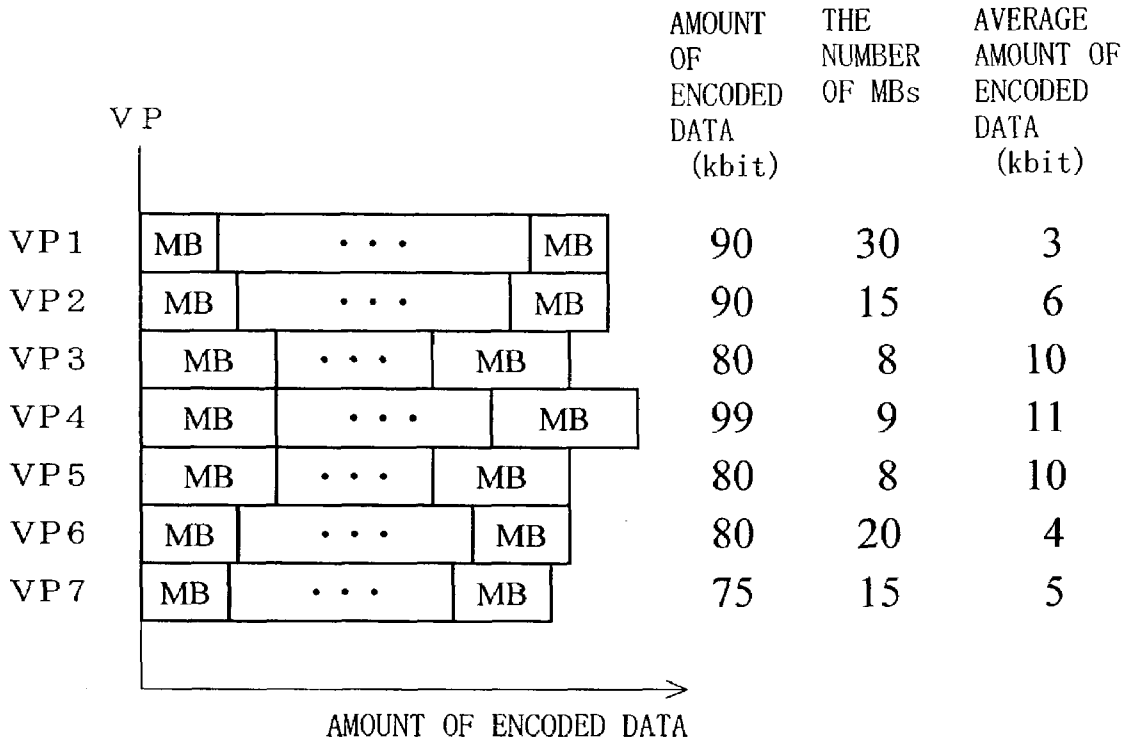 AMOUNT THE AVERAGE
OF NUMBER AMOUNT OF
ENCODED OF MBs ENCODED
DATA DATA
(kbit) (kbit)
VP
VP1 MB ··· MB 90 30 3
VP2 MB ··· MB 90 15 6
VP3 MB ··· MB 80 8 10
VP4 MB ··· MB 99 9 11
VP5 MB ··· MB 80 8 10
VP6 MB ··· MB 80 20 4
VP7 MB ··· MB 75 15 5
AMOUNT OF ENCODED DATA